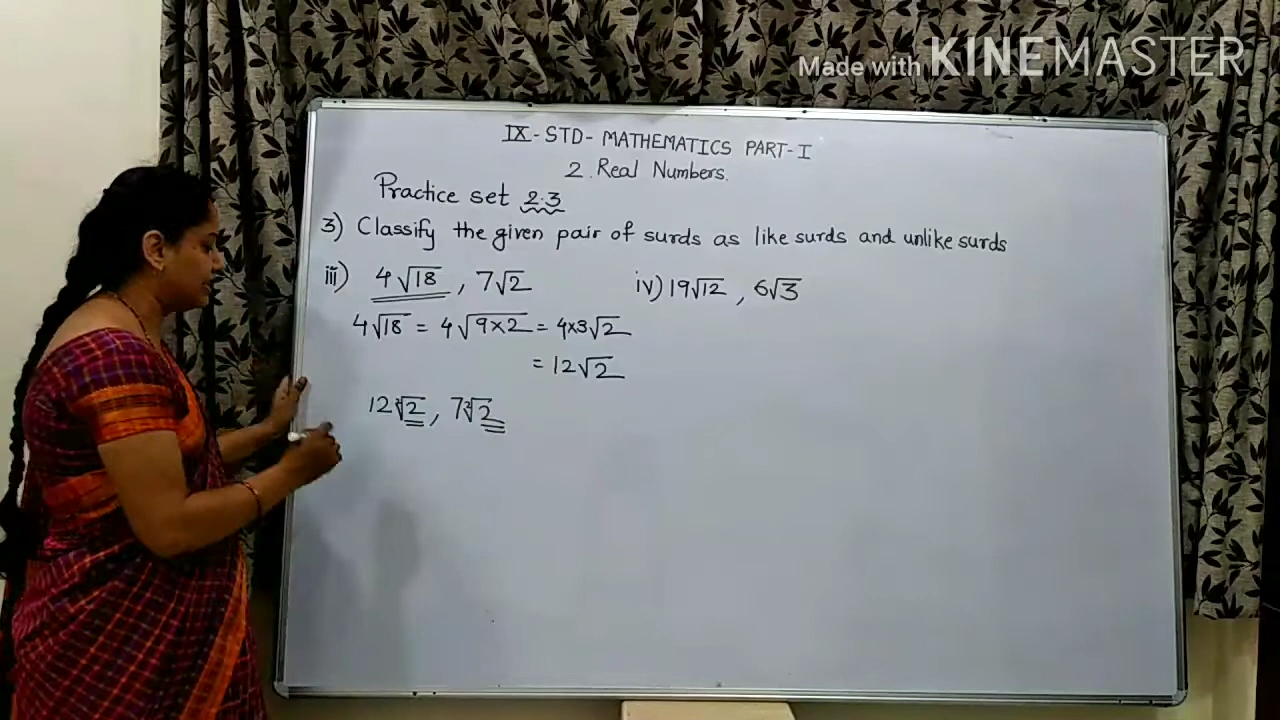 Made with KINEMASTER
IX - STD - MATHEMATICS PART - I
2. Real Numbers.
Practice set 2.3
3) Classify the given pair of surds as like surds and unlike surds
iii) 4√18 , 7√2
iv) 19√12 , 6√3
4√18 = 4√9×2 = 4×3√2
= 12√2
12²√2 , 7²√2